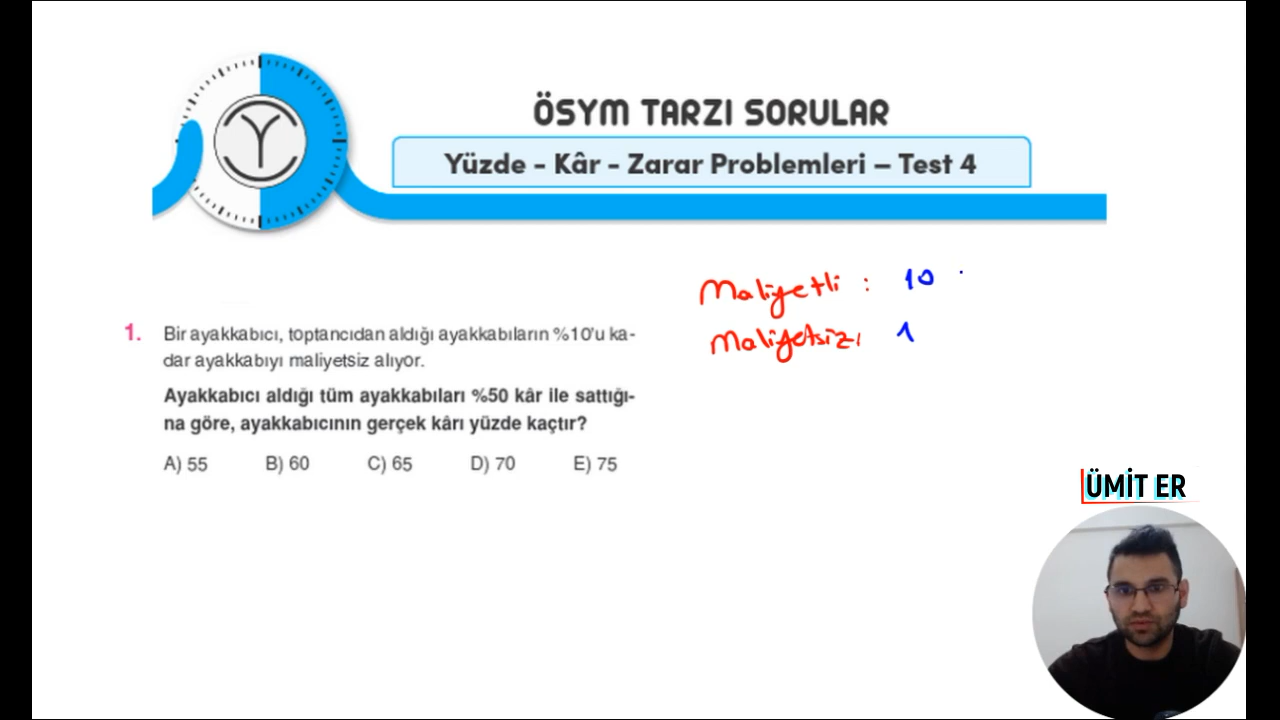 ÖSYM TARZI SORULAR
Yüzde - Kâr - Zarar Problemleri – Test 4
Maliyetli : 10
Maliyetsiz: 1
1. Bir ayakkabıcı, toptancıdan aldığı ayakkabıların %10'u ka-
dar ayakkabıyı maliyetsiz alıyor.
Ayakkabıcı aldığı tüm ayakkabıları %50 kâr ile sattığı-
na göre, ayakkabıcının gerçek kârı yüzde kaçtır?
A) 55 B) 60 C) 65 D) 70 E) 75
ÜMİT ER